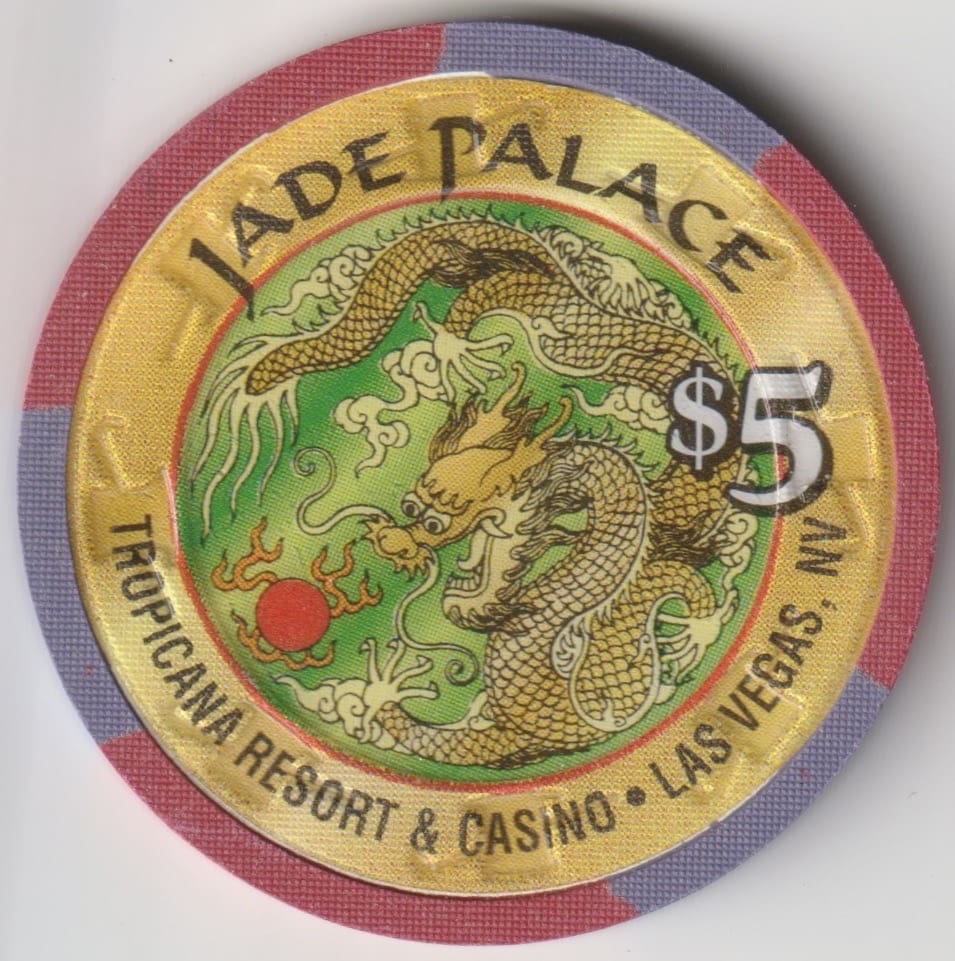 JADE PALACE
$5
TROPICANA RESORT & CASINO • LAS VEGAS, NV